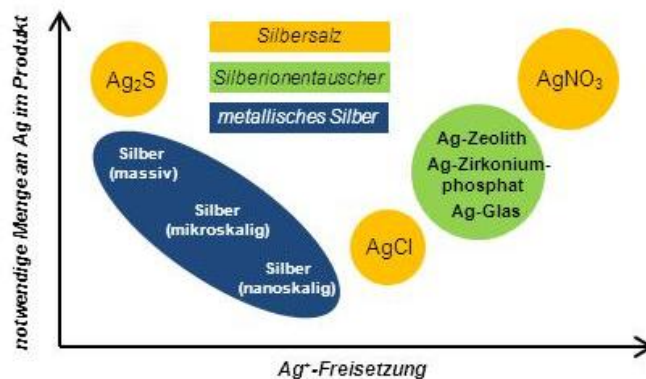 notwendige Menge an Ag im Produkt
Silbersalz
Silberionentauscher
metallisches Silber
Ag₂S
AgNO₃
Silber
(massiv)
Silber
(mikroskalig)
Silber
(nanoskalig)
AgCl
Ag-Zeolith
Ag-Zirkonium-
phosphat
Ag-Glas
Ag⁺-Freisetzung